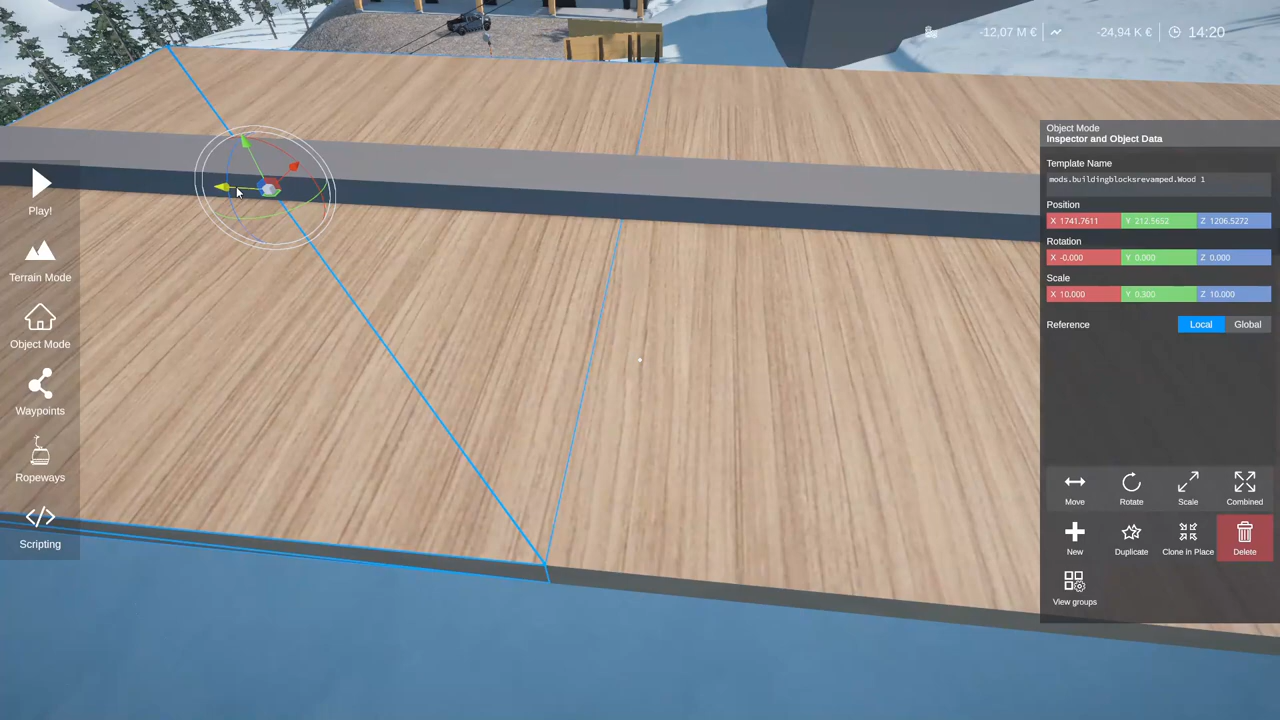 -12,07 M €
-24,94 K €
14:20
Play!
Terrain Mode
Object Mode
Waypoints
Ropeways
Scripting
Object Mode
Inspector and Object Data
Template Name
mods.buildingblocksrevamped.Wood 1
Position
X 1741.7611 Y 212.5652 Z 1206.5272
Rotation
X -0.000 Y 0.000 Z 0.000
Scale
X 10.000 Y 0.300 Z 10.000
Reference Local Global
Move Rotate Scale Combined
New Duplicate Clone in Place Delete
View groups